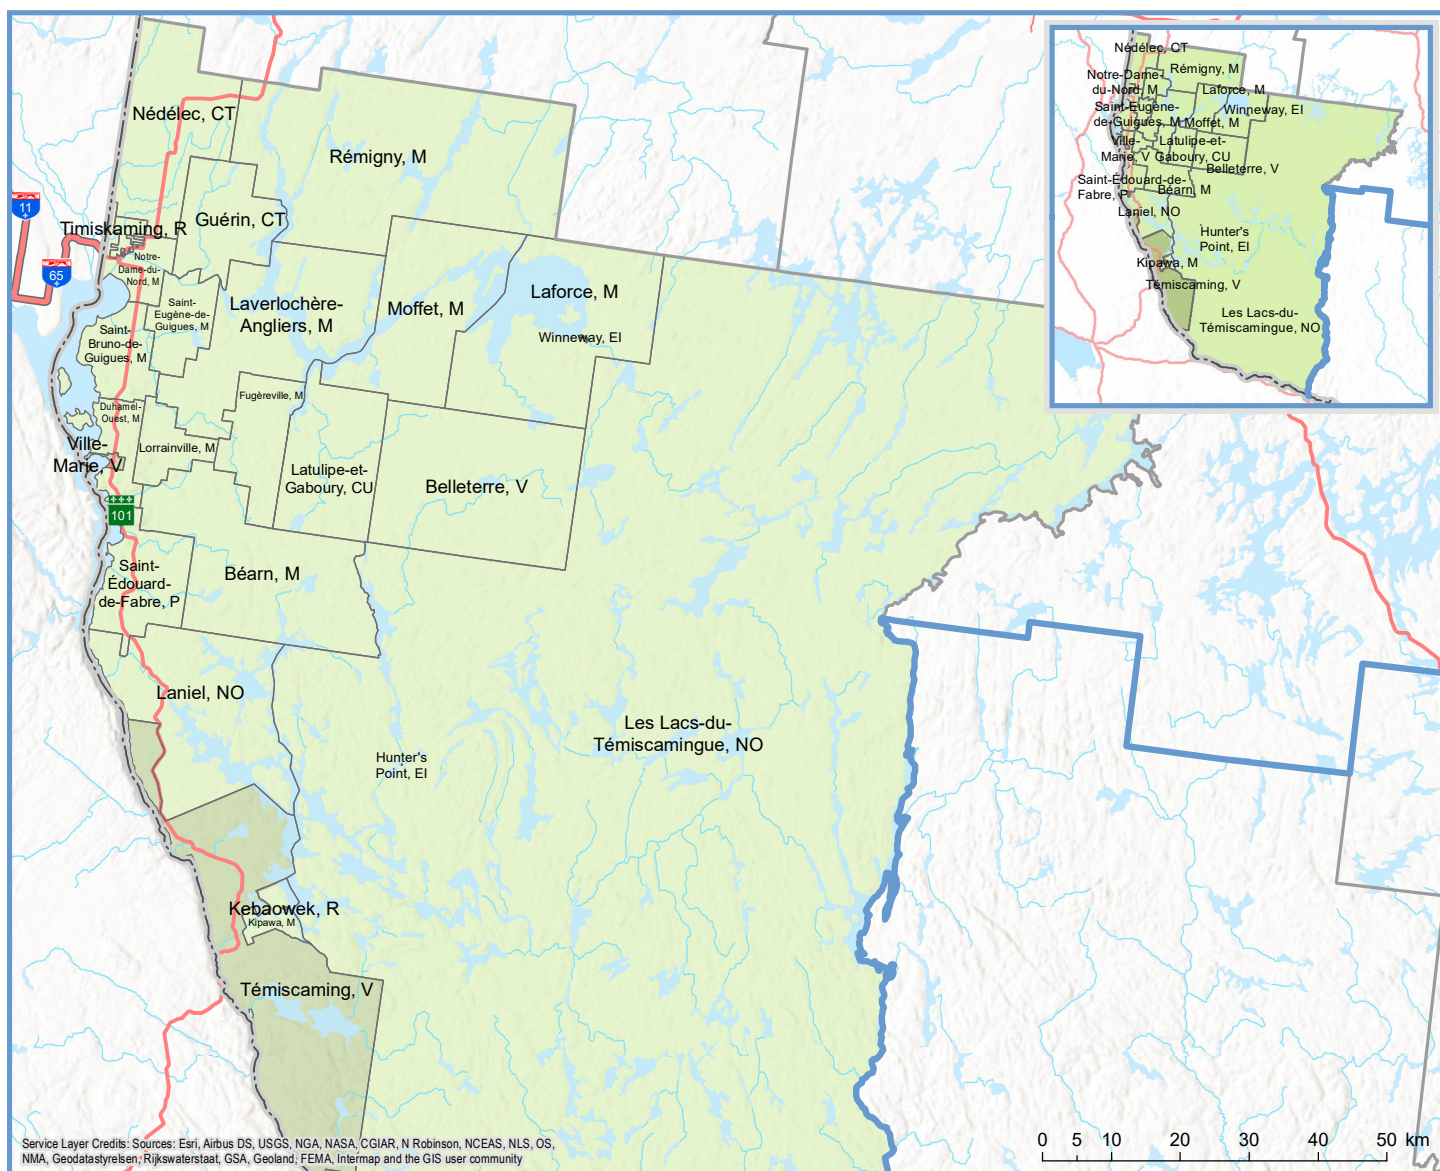 Nédélec, CT
Rémigny, M
Guérin, CT
Timiskaming, R
11
65
Notre-
Dame-du-
Nord, M
Saint-
Eugène-de-
Guigues, M
Laverlochère-
Angliers, M
Moffet, M
Laforce, M
Winneway, EI
Saint-
Bruno-de-
Guigues, M
Fugèreville, M
Duhamel-
Ouest, M
Ville-
Marie, V
Lorrainville, M
Latulipe-et-
Gaboury, CU
Belleterre, V
101
Saint-
Édouard-
de-Fabre, P
Béarn, M
Laniel, NO
Les Lacs-du-
Témiscamingue, NO
Hunter's
Point, EI
Kebaowek, R
Kipawa, M
Témiscaming, V
Nédélec, CT
Rémigny, M
Notre-Dame-
du-Nord, M
Laforce, M
Saint-Eugène-
de-Guigues, M
Winneway, EI
Moffet, M
Ville-
Marie, V
Latulipe-et-
Gaboury, CU
Belleterre, V
Saint-Édouard-de-
Fabre, P
Béarn, M
Laniel, NO
Hunter's
Point, EI
Kipawa, M
Témiscaming, V
Les Lacs-du-
Témiscamingue, NO
Service Layer Credits: Sources: Esri, Airbus DS, USGS, NGA, NASA, CGIAR, N Robinson, NCEAS, NLS, OS,
NMA, Geodatastyrelsen, Rijkswaterstaat, GSA, Geoland, FEMA, Intermap and the GIS user community
0 5 10 20 30 40 50 km